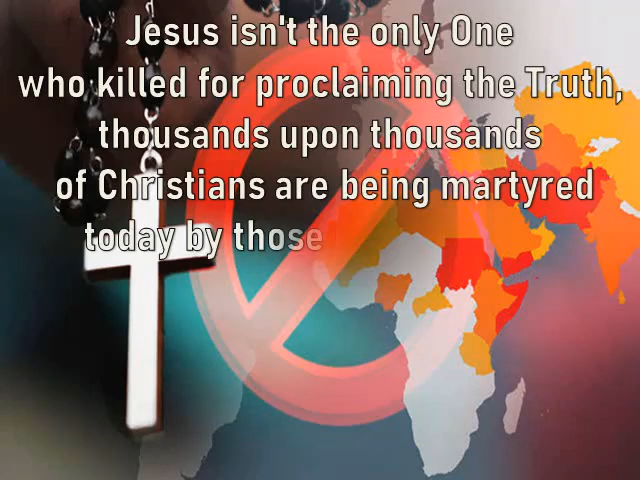 Jesus isn't the only One
who killed for proclaiming the Truth,
thousands upon thousands
of Christians are being martyred
today by those